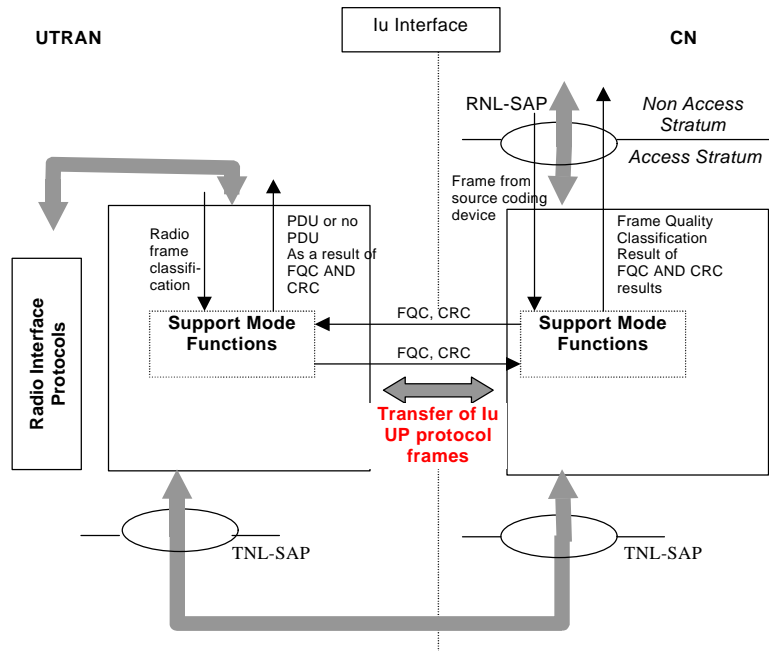 Iu Interface
UTRAN
CN
RNL-SAP
Non Access
Stratum
Access Stratum
Frame from
source coding
device
Radio
frame
classifi-
cation
PDU or no
PDU
As a result of
FQC AND
CRC
Frame Quality
Classification
Result of
FQC AND CRC
results
Radio Interface
Protocols
Support Mode
Functions
FQC, CRC
FQC, CRC
Support Mode
Functions
Transfer of Iu
UP protocol
frames
TNL-SAP
TNL-SAP